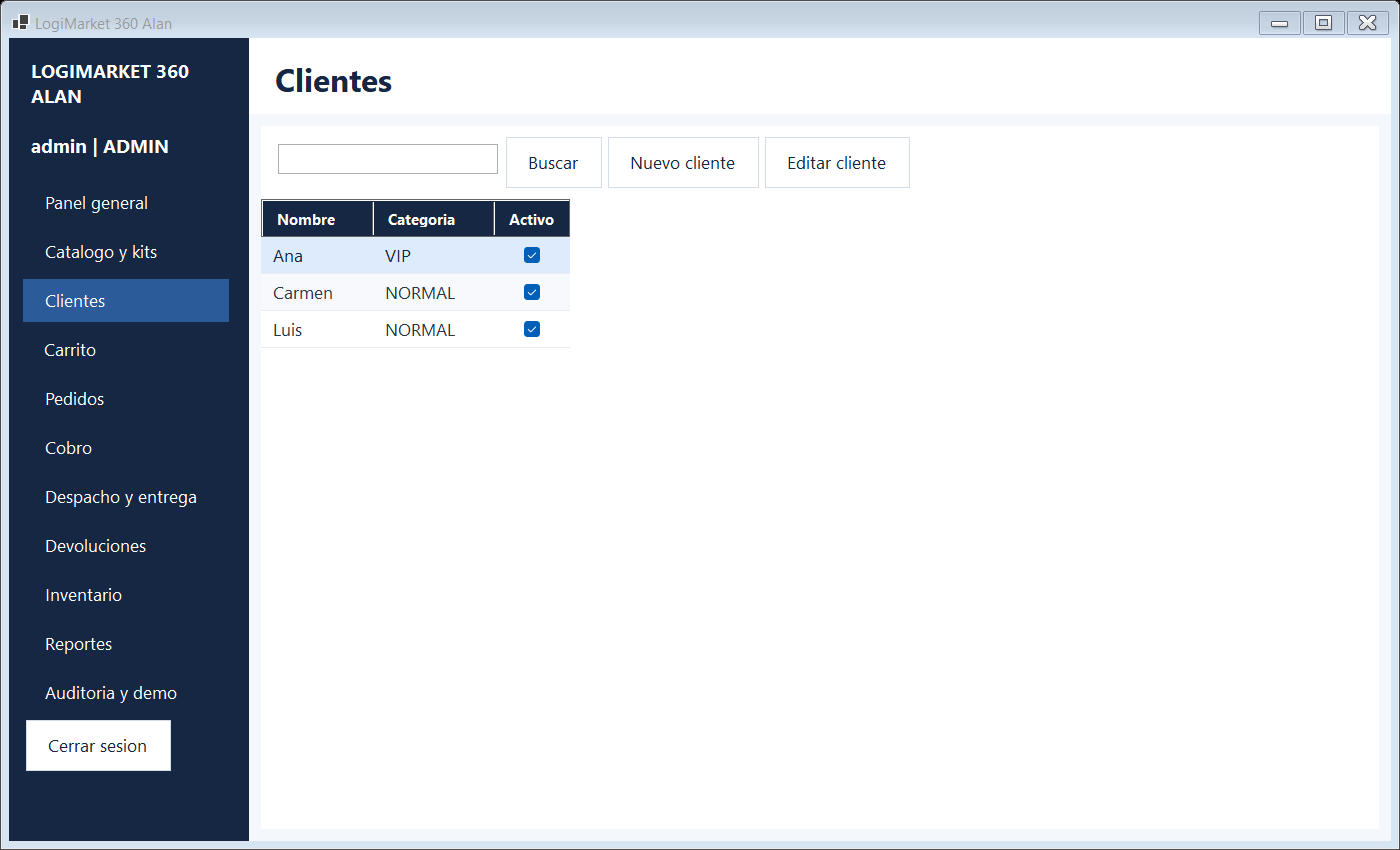 LogiMarket 360 Alan
LOGIMARKET 360
ALAN
admin | ADMIN
Panel general
Catalogo y kits
Clientes
Carrito
Pedidos
Cobro
Despacho y entrega
Devoluciones
Inventario
Reportes
Auditoria y demo
Cerrar sesion
Clientes
Buscar Nuevo cliente Editar cliente
Nombre Categoria Activo
Ana VIP
Carmen NORMAL
Luis NORMAL